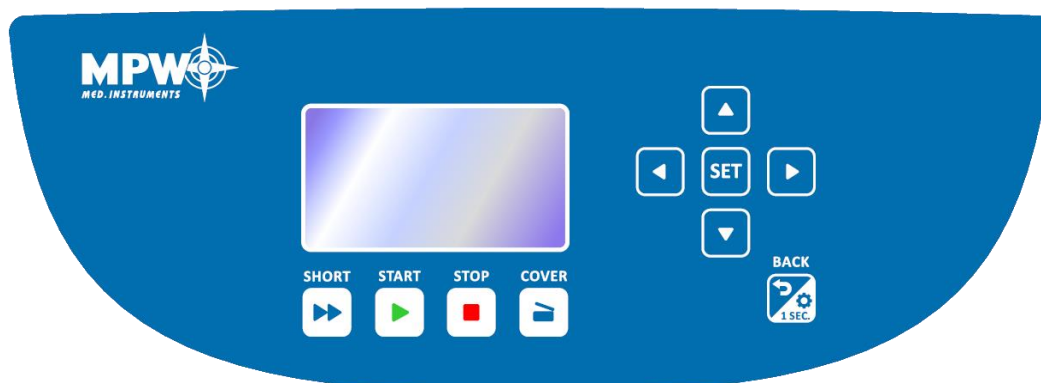 MPW
MED. INSTRUMENTS
SET
BACK
SHORT START STOP COVER
1 SEC.